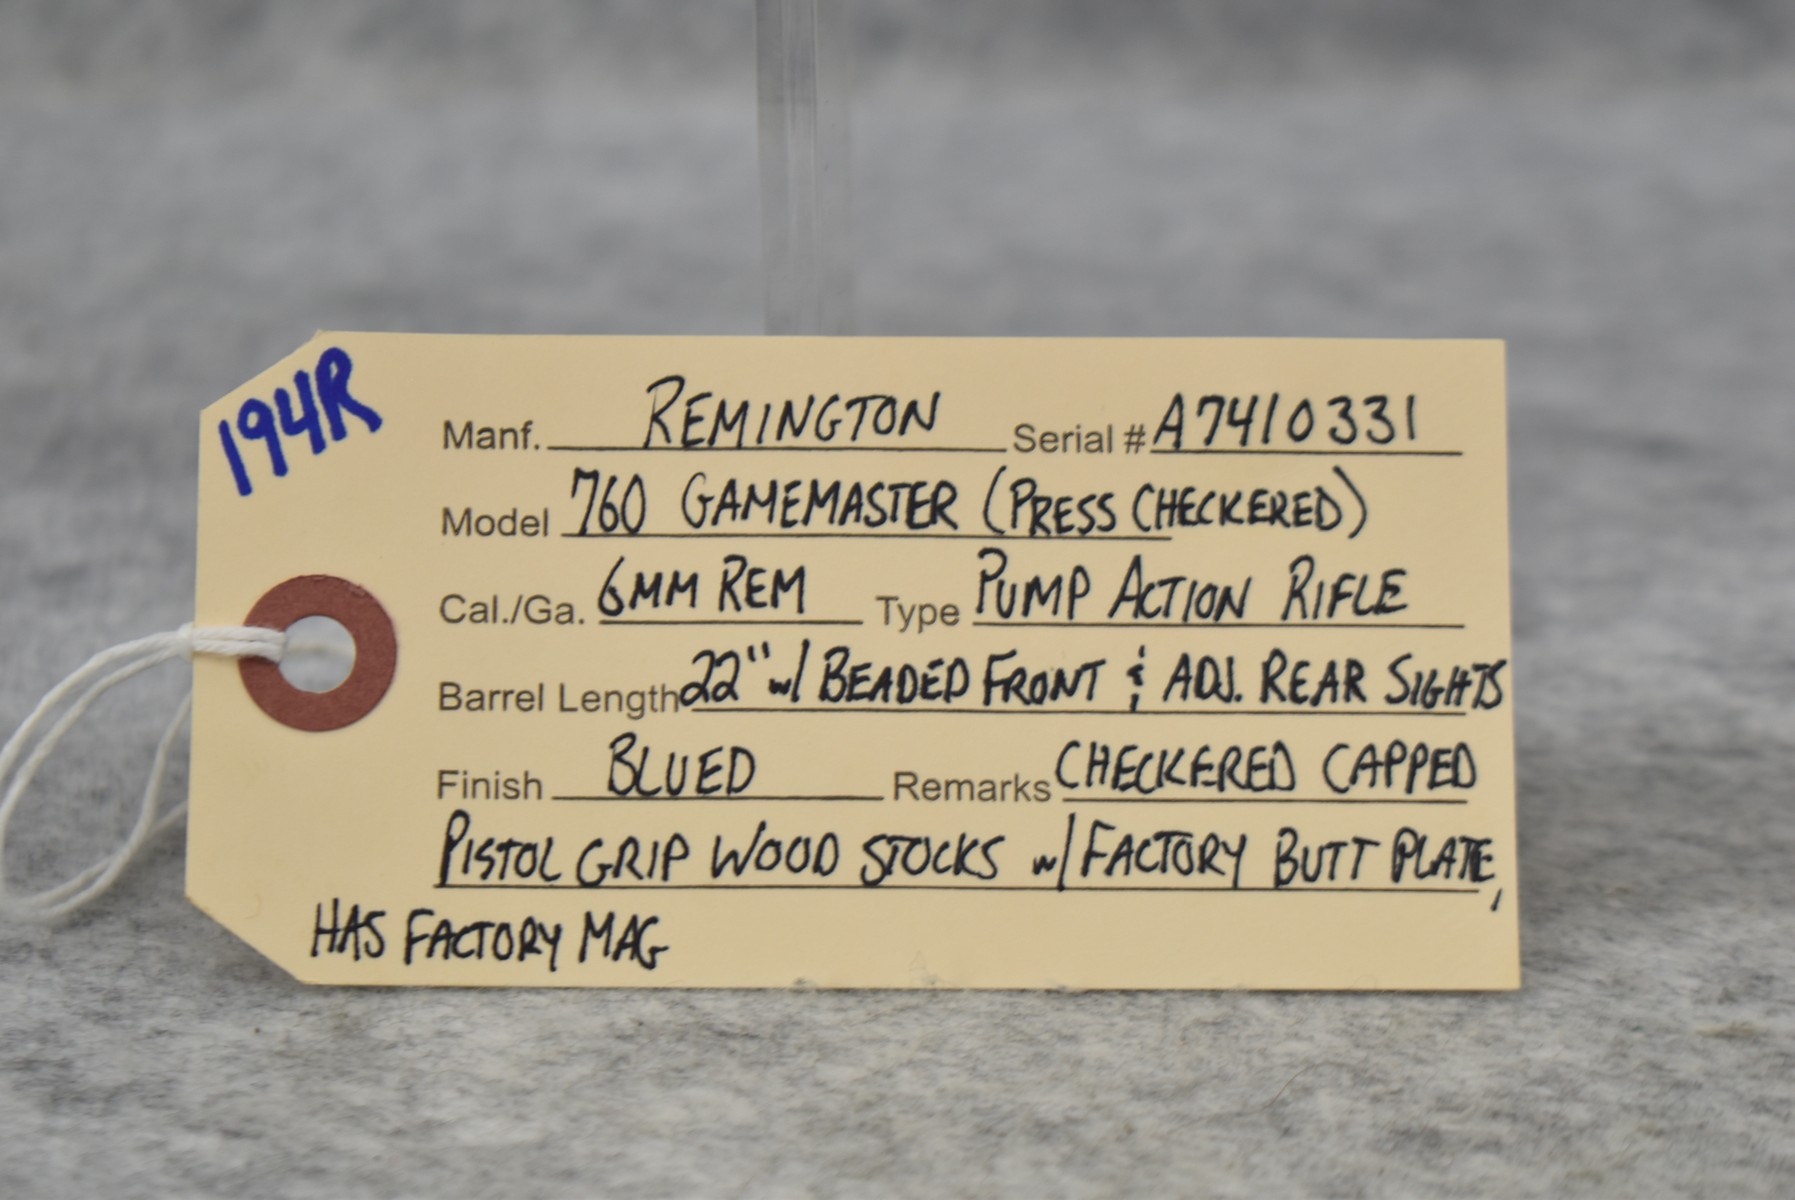 194R
Manf. REMINGTON Serial # A7410331
Model 760 GAMEMASTER (PRESS CHECKERED)
Cal./Ga. 6MM REM Type PUMP ACTION RIFLE
Barrel Length 22" w/ BEADED FRONT & ADJ. REAR SIGHTS
Finish BLUED Remarks CHECKERED CAPPED
PISTOL GRIP WOOD STOCKS w/ FACTORY BUTT PLATE,
HAS FACTORY MAG